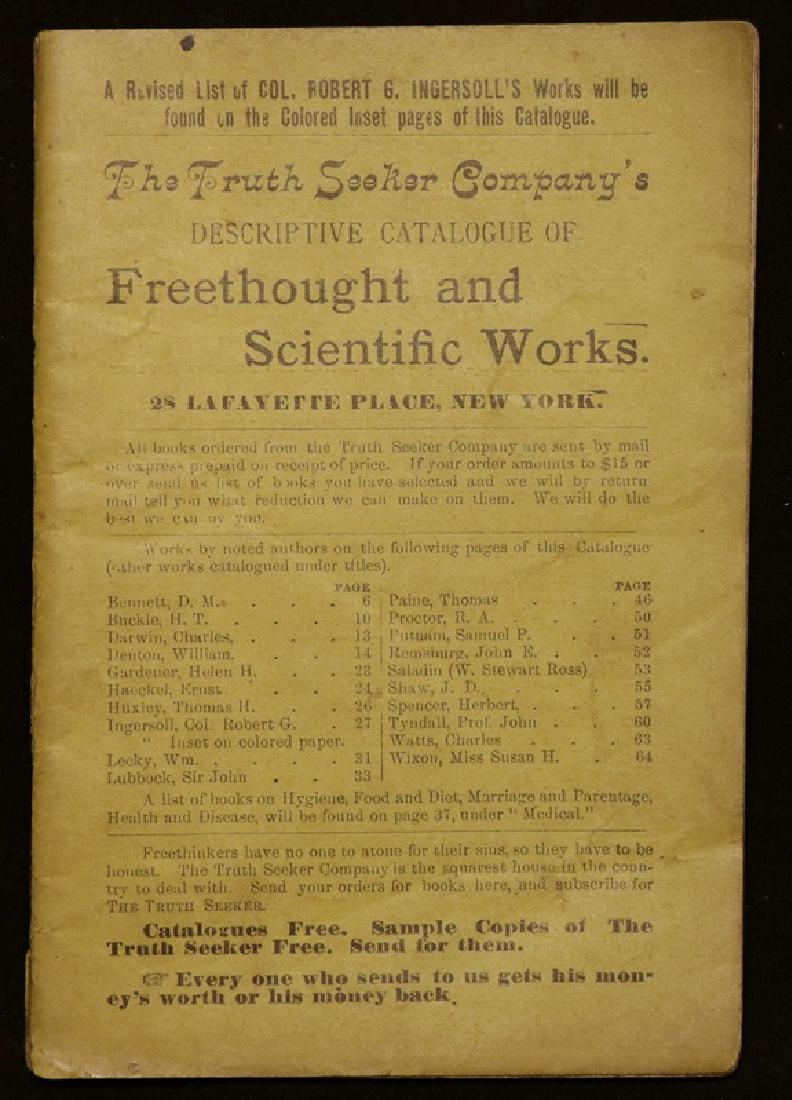 A Revised List of COL. ROBERT G. INGERSOLL'S Works will be
found on the Colored Inset pages of this Catalogue.
The Truth Seeker Company's
DESCRIPTIVE CATALOGUE OF
Freethought and
Scientific Works.
28 LAFAYETTE PLACE, NEW YORK.
All books ordered from the Truth Seeker Company are sent by mail
or express prepaid on receipt of price. If your order amounts to $15 or
over send us list of books you have selected and we will by return
mail tell you what reduction we can make on them. We will do the
best we can by you.
Works by noted authors on the following pages of this Catalogue
(other works catalogued under titles).
PAGE
Bennett, D. M. . . . 6
Buckle, H. T. . . . 10
Darwin, Charles, . . . 13
Denton, William. . . 14
Gardener, Helen H. . . 23
Haeckel, Ernst . . 24
Huxley, Thomas H. . . 26
Ingersoll, Col. Robert G. . 27
" Inset on colored paper.
Lecky, Wm. , . . . 31
Lubbock, Sir John . . 33
PAGE
Paine, Thomas . . . 46
Proctor, R. A. . . . 50
Putnam, Samuel P. . . 51
Remsburg, John E. . . 52
Saladin (W. Stewart Ross) 53
Shaw, J. D. . . . 55
Spencer, Herbert, . . . 57
Tyndall, Prof. John . . 60
Watts, Charles . . . 63
Wixon, Miss Susan H. . 64
A list of books on Hygiene, Food and Diet, Marriage and Parentage,
Health and Disease, will be found on page 37, under "Medical."
Freethinkers have no one to atone for their sins, so they have to be
honest. The Truth Seeker Company is the squarest house in the coun-
try to deal with. Send your orders for books here, and subscribe for
THE TRUTH SEEKER.
Catalogues Free. Sample Copies of The
Truth Seeker Free. Send for them.
☞ Every one who sends to us gets his mon-
ey's worth or his money back.